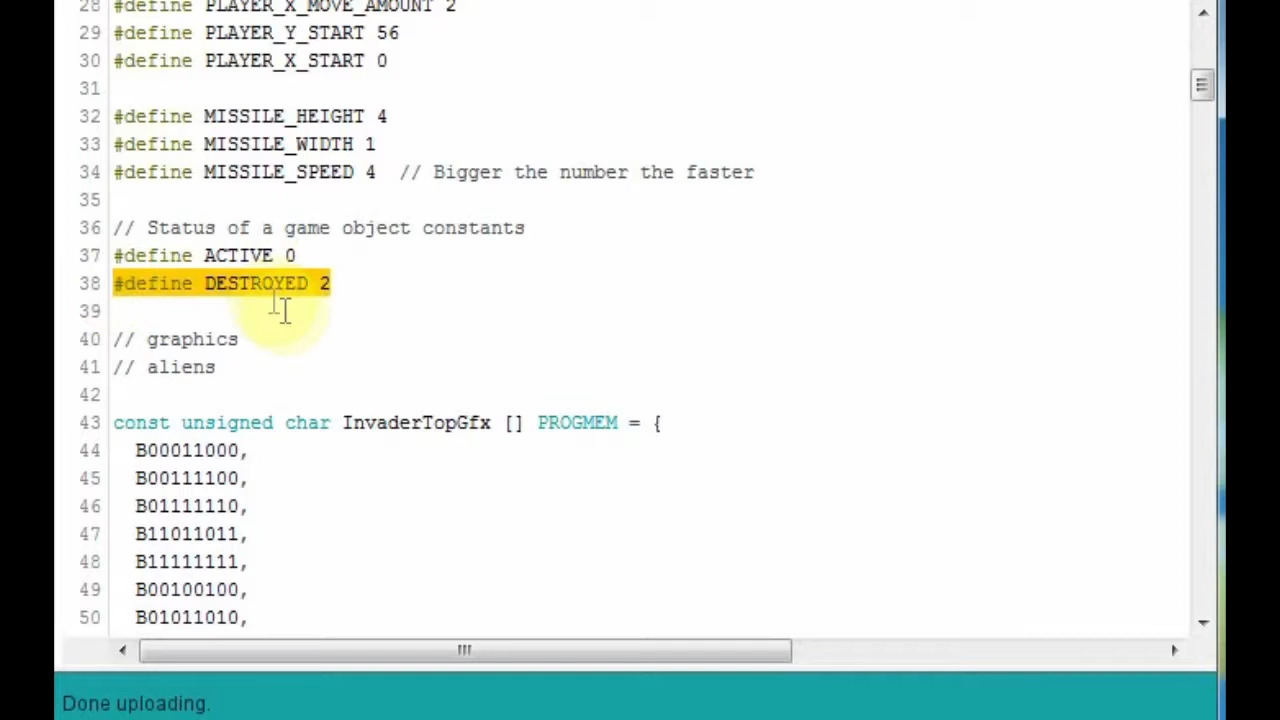 28 #define PLAYER_X_MOVE_AMOUNT 2
29 #define PLAYER_Y_START 56
30 #define PLAYER_X_START 0
31
32 #define MISSILE_HEIGHT 4
33 #define MISSILE_WIDTH 1
34 #define MISSILE_SPEED 4  // Bigger the number the faster
35
36 // Status of a game object constants
37 #define ACTIVE 0
38 #define DESTROYED 2
39
40 // graphics
41 // aliens
42
43 const unsigned char InvaderTopGfx [] PROGMEM = {
44   B00011000,
45   B00111100,
46   B01111110,
47   B11011011,
48   B11111111,
49   B00100100,
50   B01011010,
Done uploading.